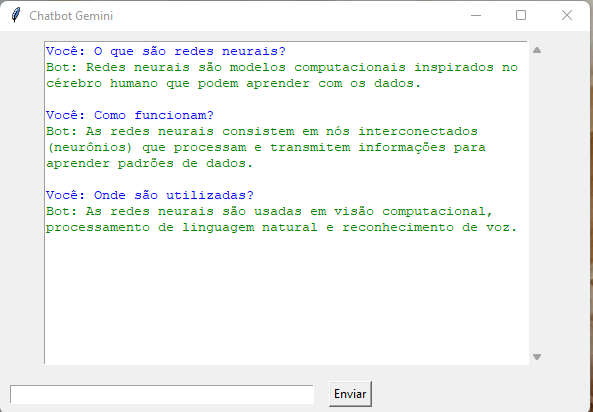 Chatbot Gemini
Você: O que são redes neurais?
Bot: Redes neurais são modelos computacionais inspirados no
cérebro humano que podem aprender com os dados.
Você: Como funcionam?
Bot: As redes neurais consistem em nós interconectados
(neurônios) que processam e transmitem informações para
aprender padrões de dados.
Você: Onde são utilizadas?
Bot: As redes neurais são usadas em visão computacional,
processamento de linguagem natural e reconhecimento de voz.
Enviar